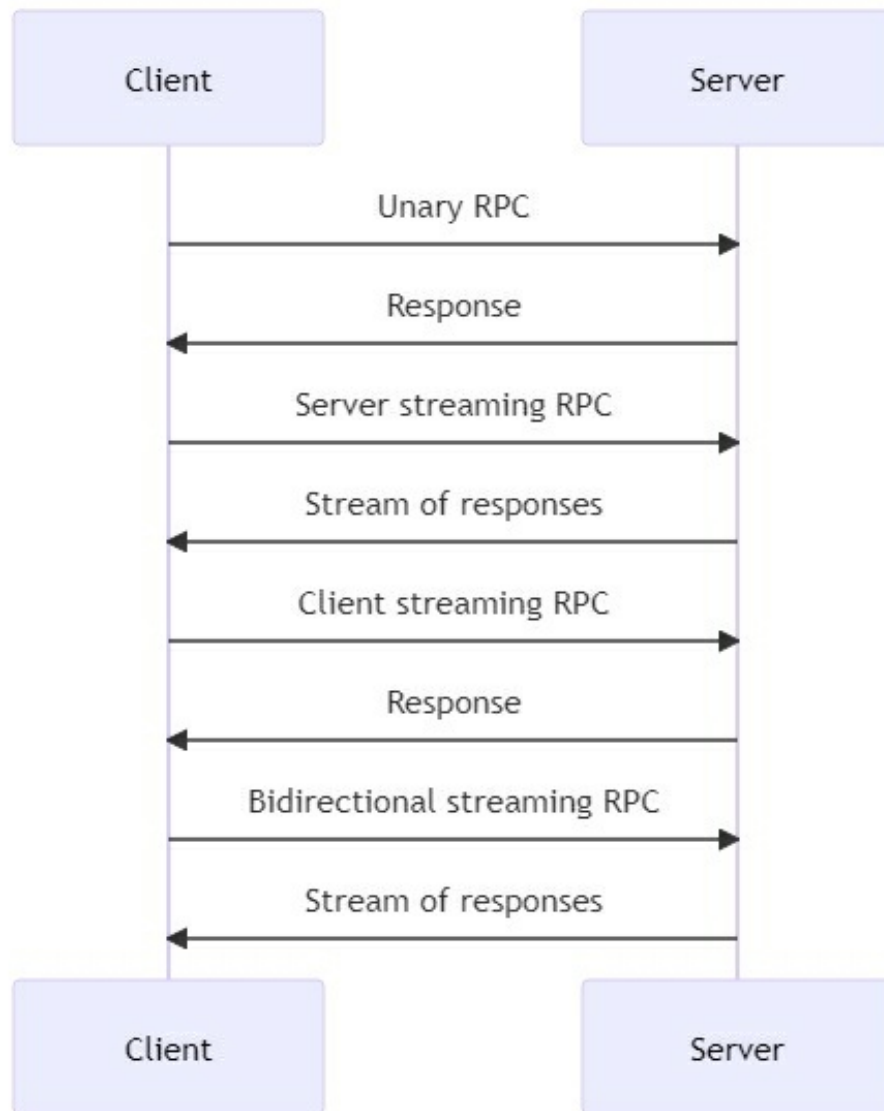 Client
Server
Unary RPC
Response
Server streaming RPC
Stream of responses
Client streaming RPC
Response
Bidirectional streaming RPC
Stream of responses
Client
Server